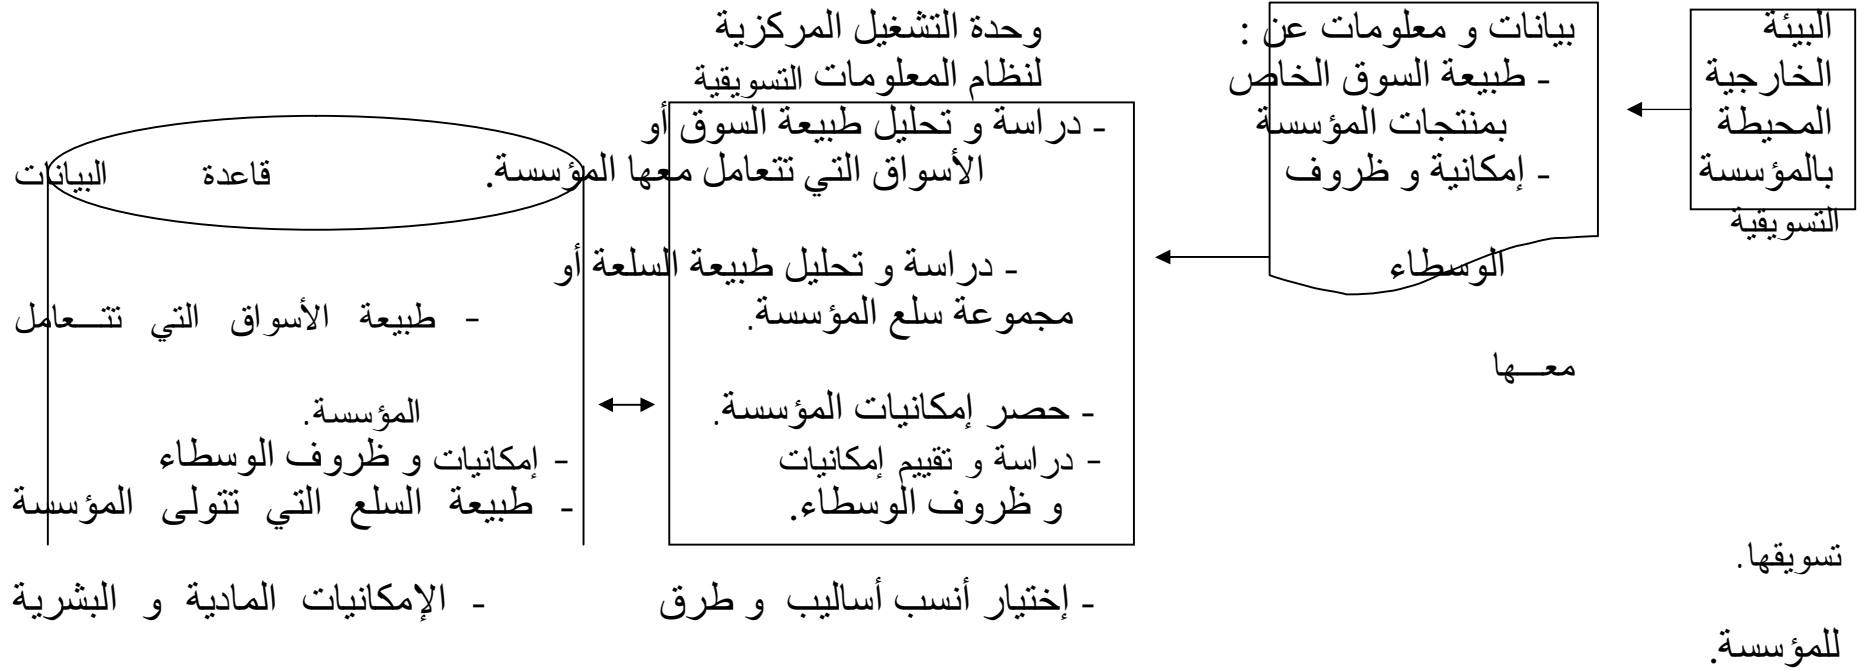 البيئة
الخارجية
المحيطة
بالمؤسسة
بيانات و معلومات عن :
- طبيعة السوق الخاص
بمنتجات المؤسسة
- إمكانية و ظروف
الوسطاء
وحدة التشغيل المركزية
لنظام المعلومات التسويقية
- دراسة و تحليل طبيعة السوق أو
الأسواق التي تتعامل معها المؤسسة.
- دراسة و تحليل طبيعة السلعة أو
مجموعة سلع المؤسسة.
- حصر إمكانيات المؤسسة.
- دراسة و تقييم إمكانيات
و ظروف الوسطاء.
- إختيار أنسب أساليب و طرق
قاعدة البيانات
التسويقية
- طبيعة الأسواق التي تتـــعامل
معـــها
المؤسسة.
- إمكانيات و ظروف الوسطاء
- طبيعة السلع التي تتولى المؤسسة
تسويقها.
- الإمكانيات المادية و البشرية
للمؤسسة.